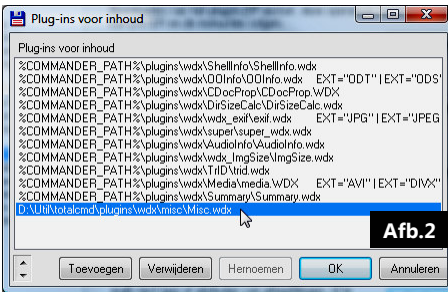 Plug-ins voor inhoud
Plug-ins voor inhoud
%COMMANDER_PATH%\plugins\wdx\ShellInfo\ShellInfo.wdx
%COMMANDER_PATH%\plugins\wdx\OOInfo\OOInfo.wdx EXT="ODT" | EXT="ODS"
%COMMANDER_PATH%\plugins\wdx\CDocProp\CDocProp.WDX
%COMMANDER_PATH%\plugins\wdx\DirSizeCalc\DirSizeCalc.wdx
%COMMANDER_PATH%\plugins\wdx\wdx_exif\exif.wdx EXT="JPG" | EXT="JPEG
%COMMANDER_PATH%\plugins\wdx\super\super_wdx.wdx
%COMMANDER_PATH%\plugins\wdx\AudioInfo\AudioInfo.wdx
%COMMANDER_PATH%\plugins\wdx\wdx_ImgSize\ImgSize.wdx
%COMMANDER_PATH%\plugins\wdx\TrID\trid.wdx
%COMMANDER_PATH%\plugins\wdx\Media\media.WDX EXT="AVI" | EXT="DIVX"
%COMMANDER_PATH%\plugins\wdx\Summary\Summary.wdx
D:\Util\totalcmd\plugins\wdx\misc\Misc.wdx
Afb.2
Toevoegen Verwijderen Hernoemen OK Annuleren